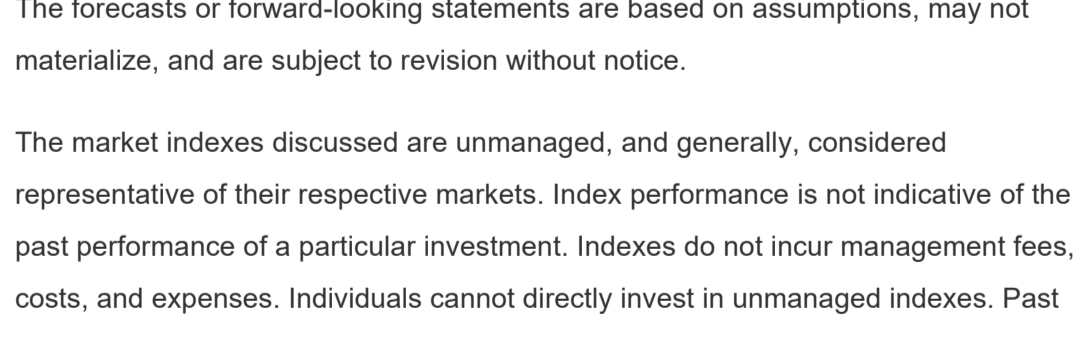 The forecasts or forward-looking statements are based on assumptions, may not
materialize, and are subject to revision without notice.
The market indexes discussed are unmanaged, and generally, considered
representative of their respective markets. Index performance is not indicative of the
past performance of a particular investment. Indexes do not incur management fees,
costs, and expenses. Individuals cannot directly invest in unmanaged indexes. Past